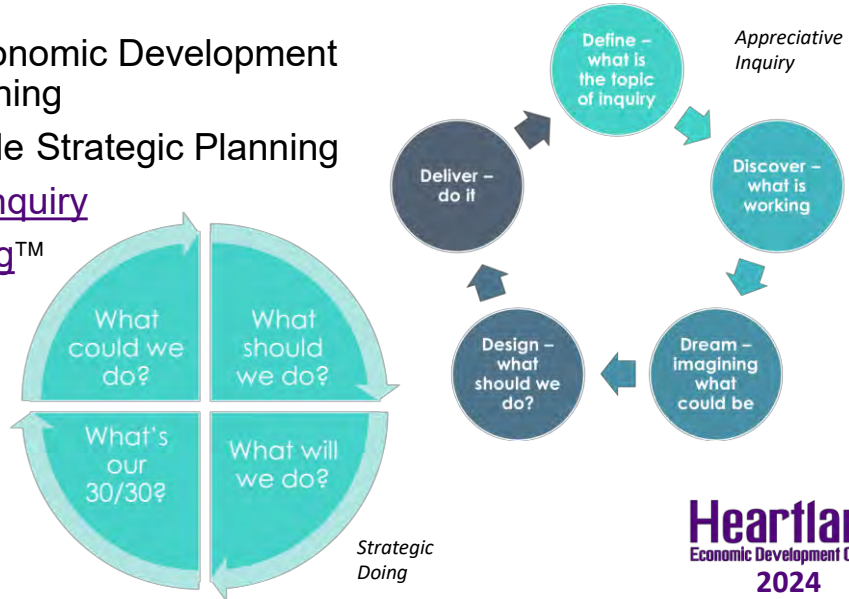 onomic Development
ning
le Strategic Planning
nquiry
g™
What
could we
do?
What
should
we do?
What's
our
30/30?
What will
we do?
Strategic
Doing
Define –
what is
the topic
of inquiry
Appreciative
Inquiry
Discover –
what is
working
Dream –
imagining
what
could be
Design –
what
should we
do?
Deliver –
do it
Heartlan
Economic Development C
2024